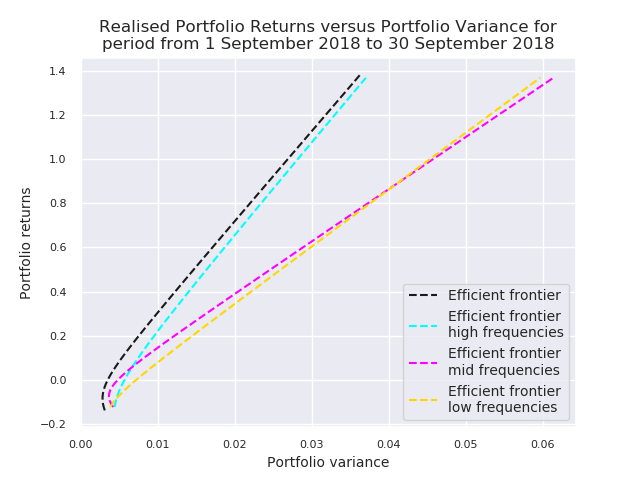 Realised Portfolio Returns versus Portfolio Variance for
period from 1 September 2018 to 30 September 2018
1.4
1.2
1.0
0.8
0.6
0.4
0.2
0.0
−0.2
Portfolio returns
Efficient frontier
Efficient frontier
high frequencies
Efficient frontier
mid frequencies
Efficient frontier
low frequencies
0.00 0.01 0.02 0.03 0.04 0.05 0.06
Portfolio variance